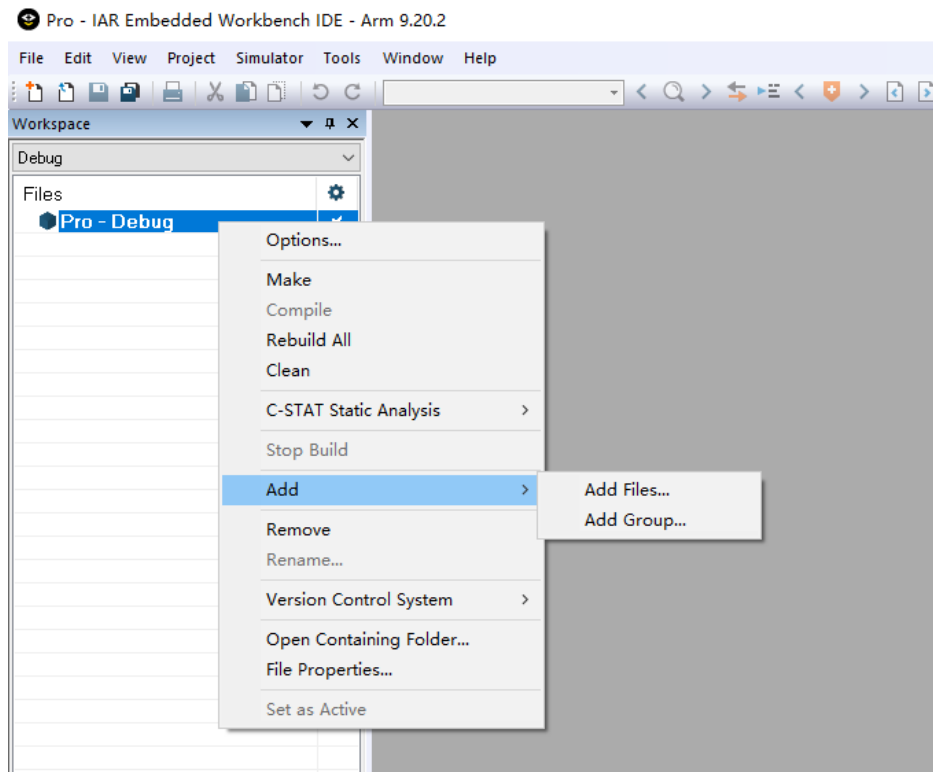 Pro - IAR Embedded Workbench IDE - Arm 9.20.2
File Edit View Project Simulator Tools Window Help
Workspace
Debug
Files
Pro - Debug
Options...
Make
Compile
Rebuild All
Clean
C-STAT Static Analysis
Stop Build
Add
Add Files...
Add Group...
Remove
Rename...
Version Control System
Open Containing Folder...
File Properties...
Set as Active